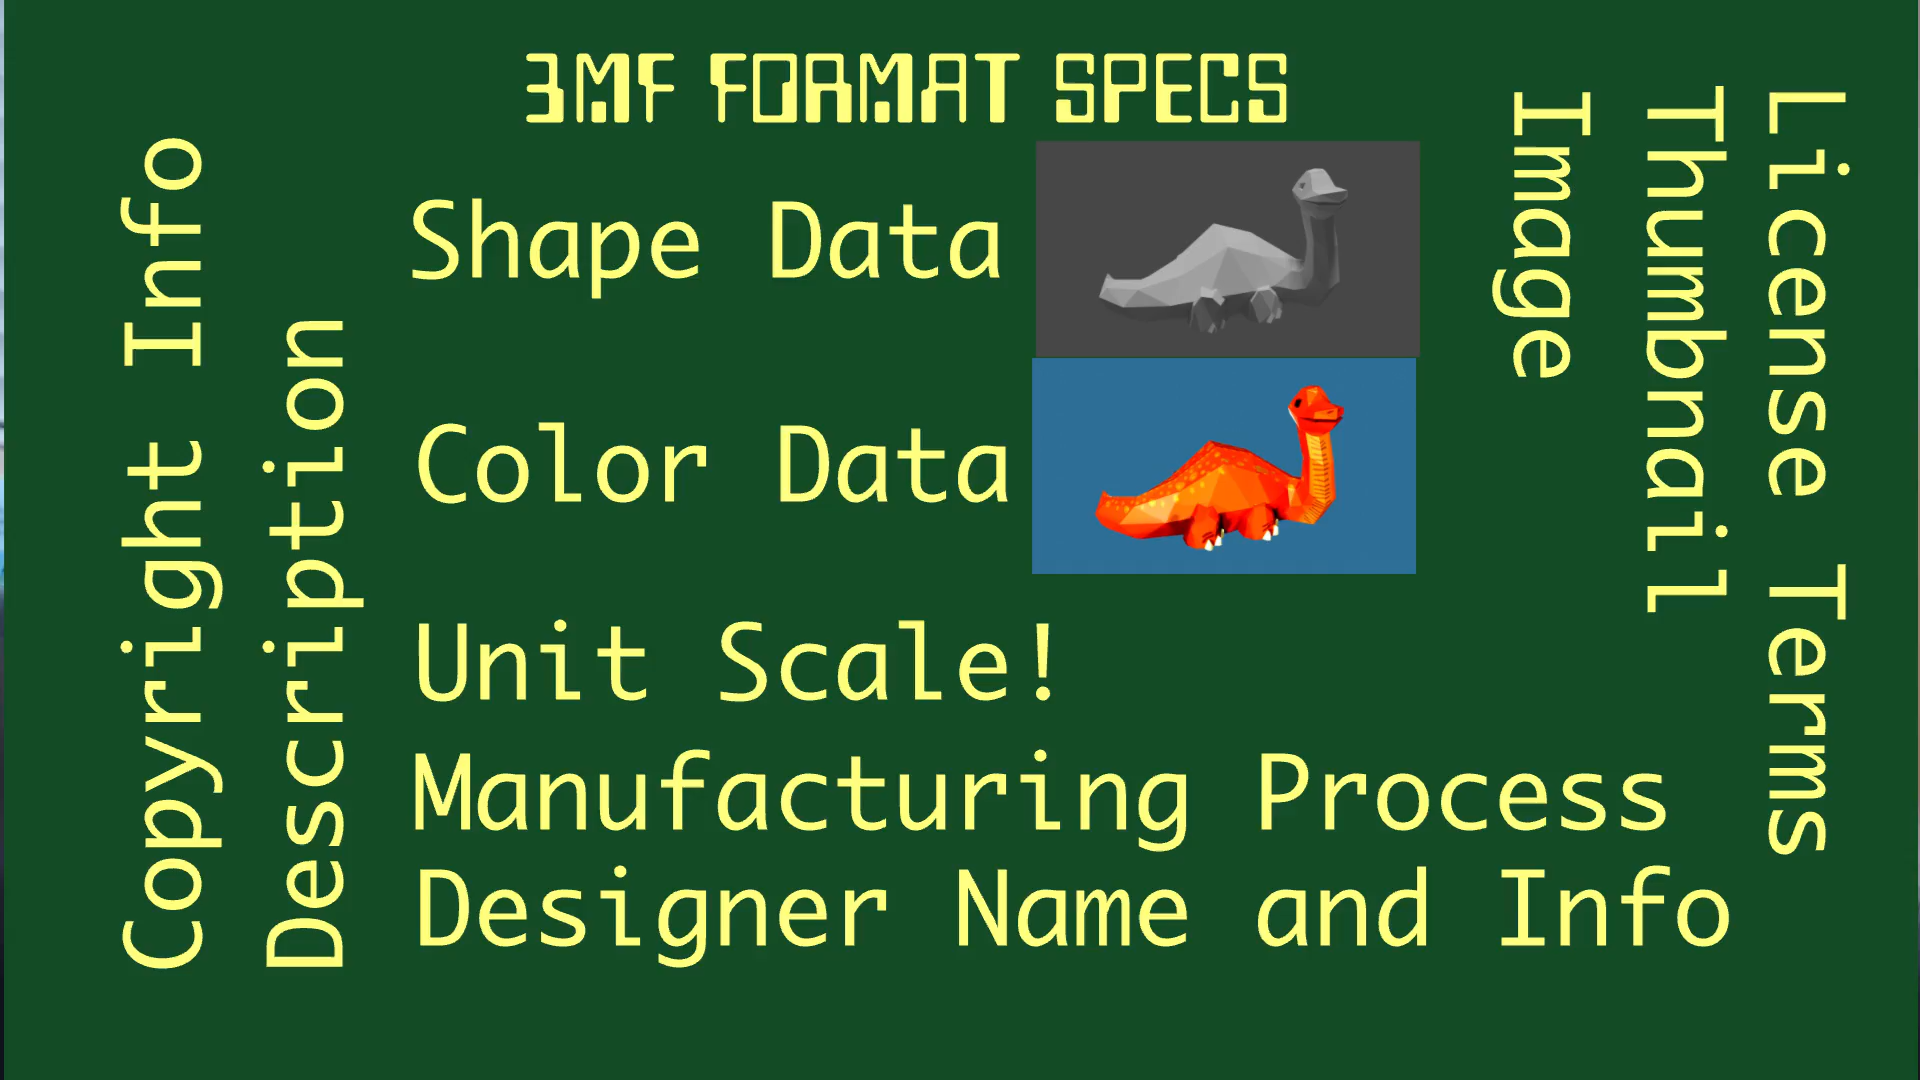 3MF FORMAT SPECS
Shape Data
Color Data
Unit Scale!
Manufacturing Process
Designer Name and Info
Copyright Info
Description
License Terms
Thumbnail
Image